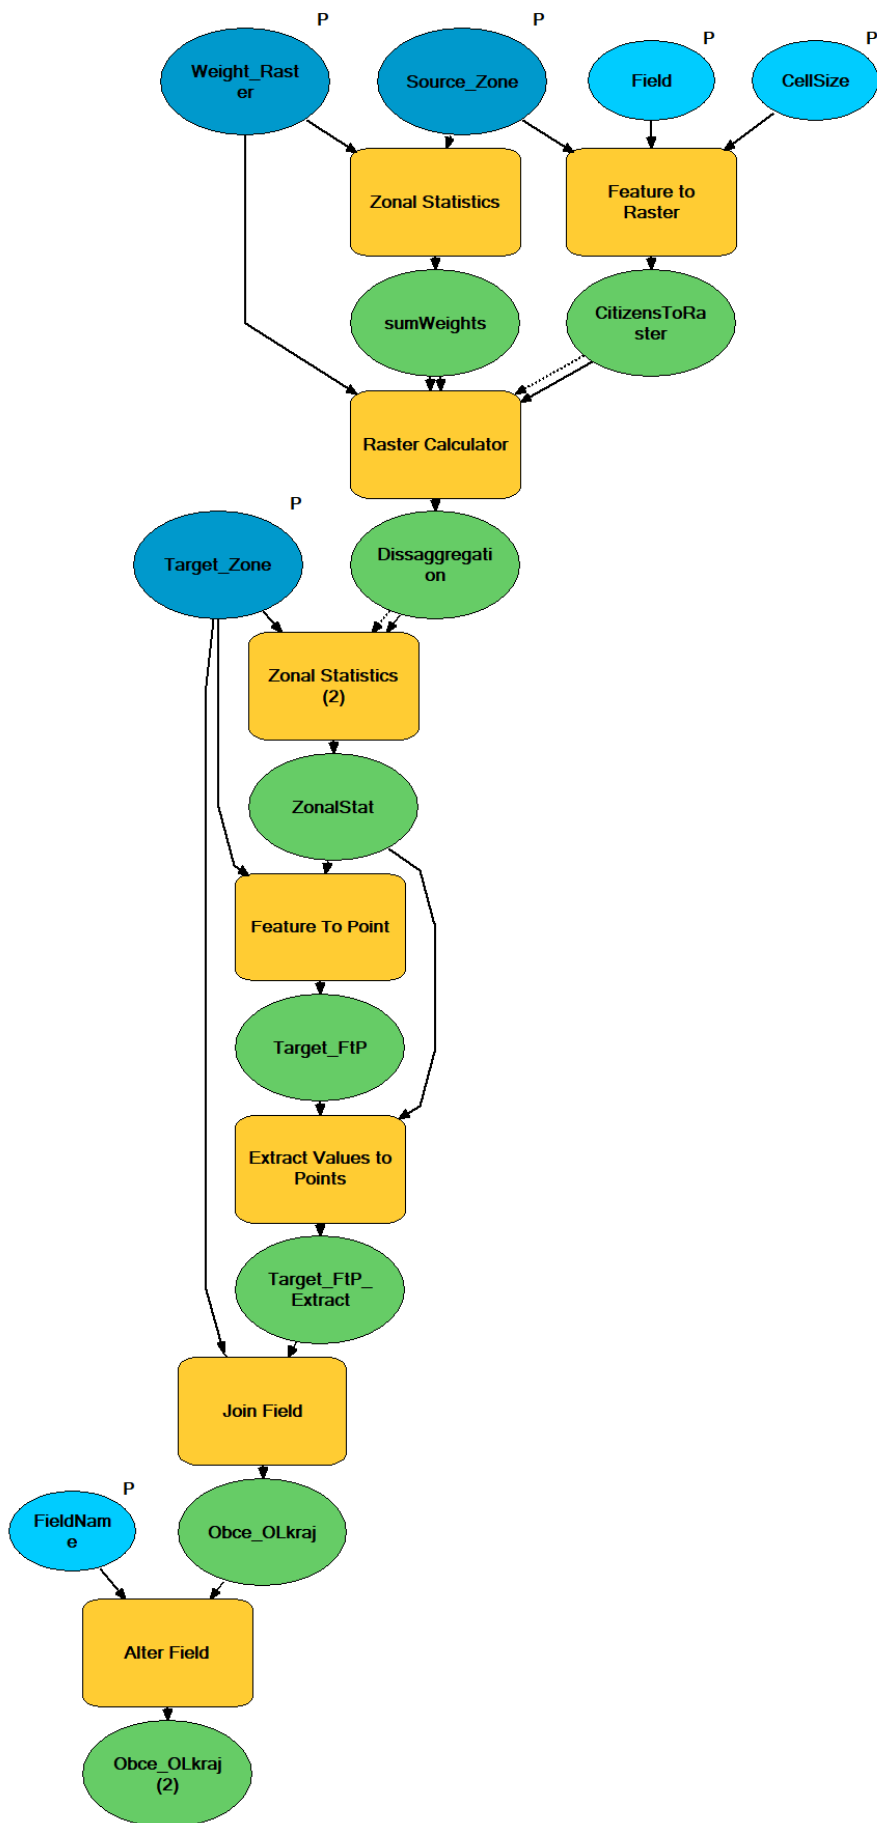 P
P
P
P
Weight_Rast
er
Source_Zone
Field
CellSize
Zonal Statistics
Feature to
Raster
sumWeights
CitizensToRa
ster
Raster Calculator
P
Target_Zone
Dissaggregati
on
Zonal Statistics
(2)
ZonalStat
Feature To Point
Target_FtP
Extract Values to
Points
Target_FtP_
Extract
Join Field
P
FieldNam
e
Obce_OLkraj
Alter Field
Obce_OLkraj
(2)